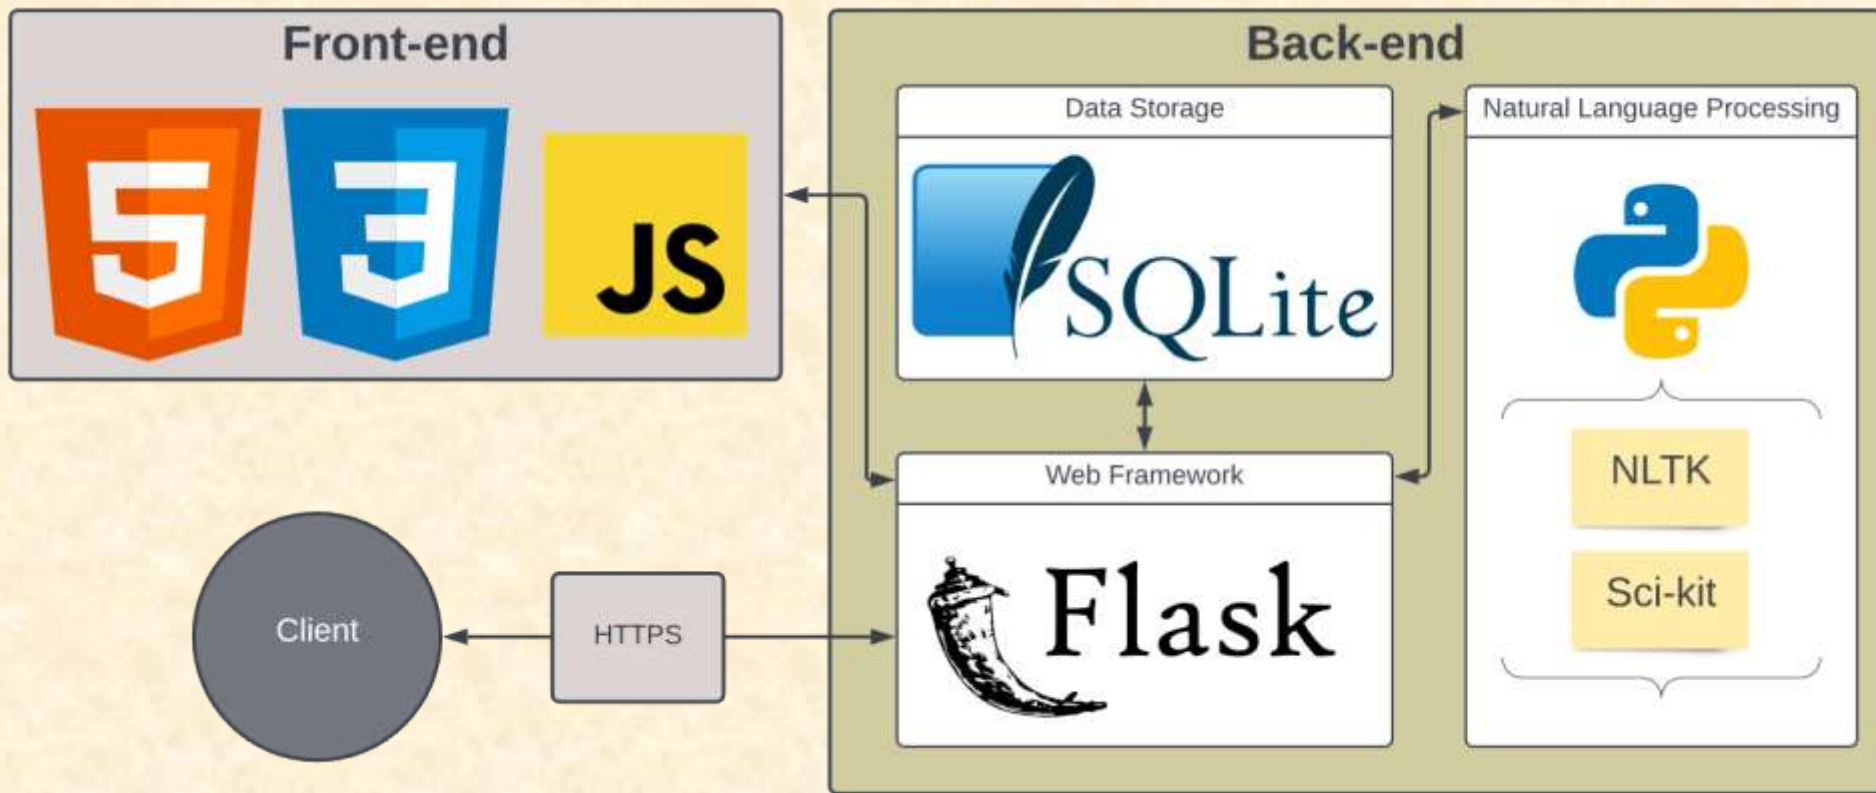 Front-end
5
3
JS
Back-end
Data Storage
SQLite
Natural Language Processing
NLTK
Sci-kit
Web Framework
Flask
Client
HTTPS